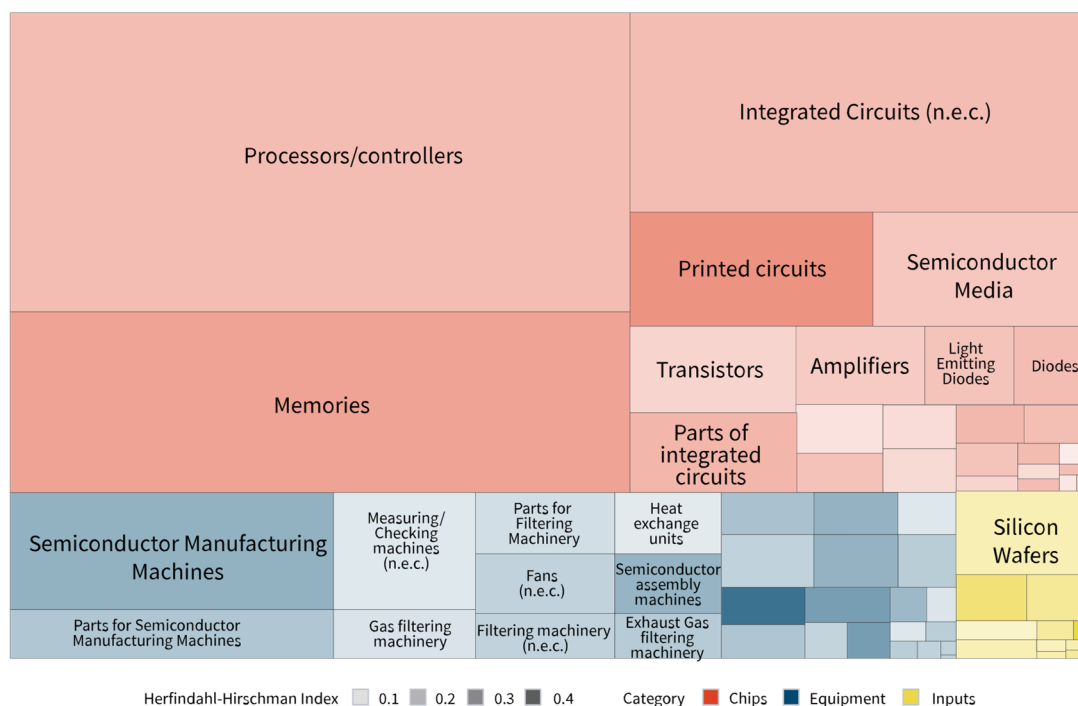 Processors/controllers
Integrated Circuits (n.e.c.)
Printed circuits
Semiconductor
Media
Memories
Transistors
Amplifiers
Light
Emitting
Diodes
Diodes
Parts of
integrated
circuits
Semiconductor Manufacturing
Machines
Measuring/
Checking
machines
(n.e.c.)
Parts for
Filtering
Machinery
Heat
exchange
units
Silicon
Wafers
Fans
(n.e.c.)
Semiconductor
assembly
machines
Parts for Semiconductor
Manufacturing Machines
Gas filtering
machinery
Filtering machinery
(n.e.c.)
Exhaust Gas
filtering
machinery
Herfindahl-Hirschman Index 0.1 0.2 0.3 0.4 Category Chips Equipment Inputs